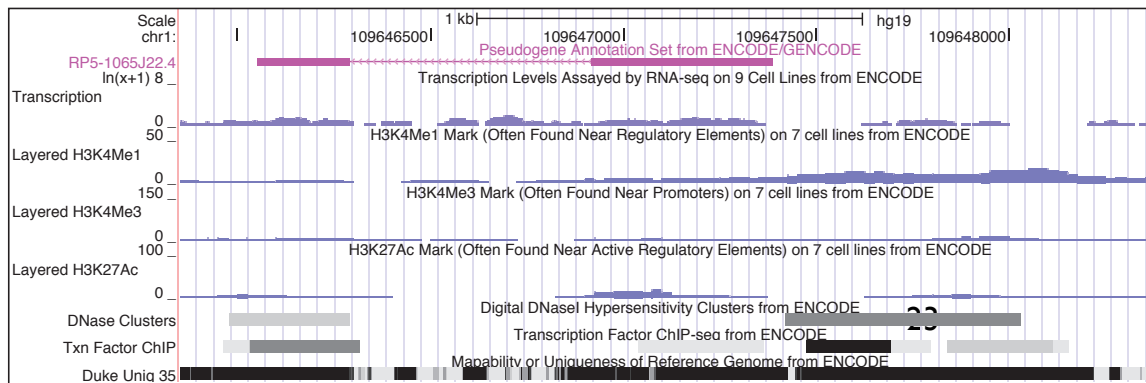 Scale 1 kb hg19
chr1: 109646500 109647000 109647500 109648000
Pseudogene Annotation Set from ENCODE/GENCODE
RP5-1065J22.4
ln(x+1) 8 Transcription Levels Assayed by RNA-seq on 9 Cell Lines from ENCODE
Transcription
0
50 H3K4Me1 Mark (Often Found Near Regulatory Elements) on 7 cell lines from ENCODE
Layered H3K4Me1
0
150 H3K4Me3 Mark (Often Found Near Promoters) on 7 cell lines from ENCODE
Layered H3K4Me3
0
100 H3K27Ac Mark (Often Found Near Active Regulatory Elements) on 7 cell lines from ENCODE
Layered H3K27Ac
0
Digital DNaseI Hypersensitivity Clusters from ENCODE
DNase Clusters 23
Transcription Factor ChIP-seq from ENCODE
Txn Factor ChIP
Mapability or Uniqueness of Reference Genome from ENCODE
Duke Uniq 35